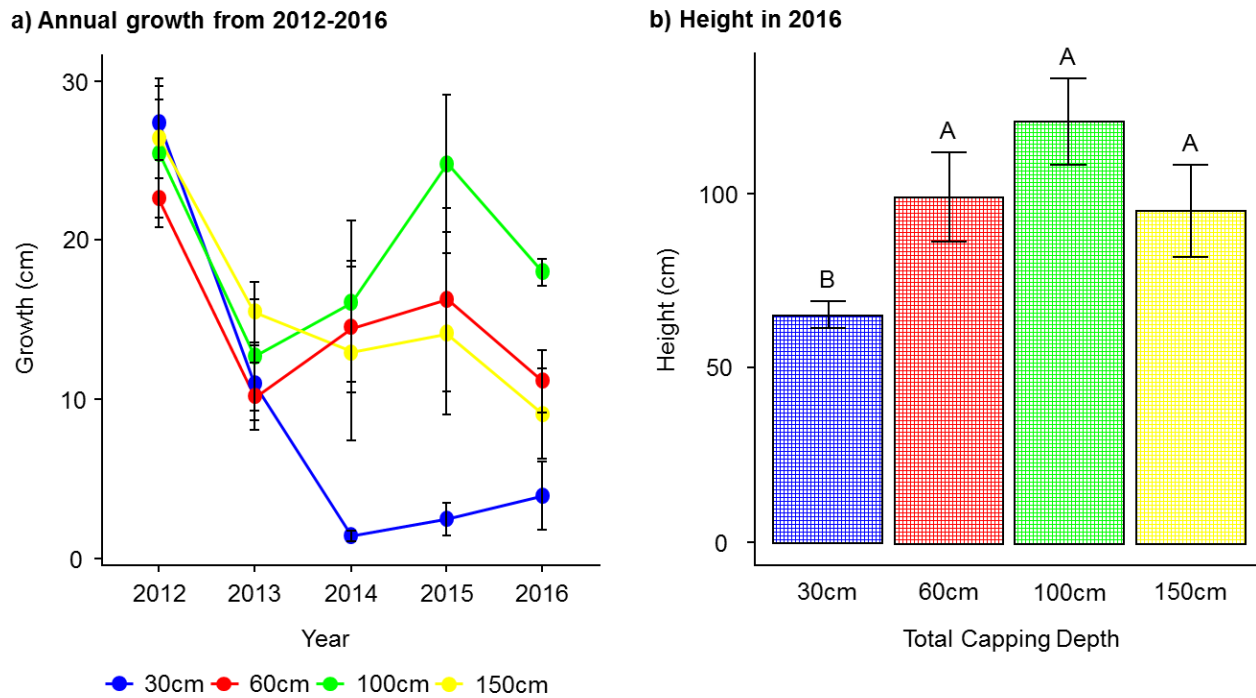 a) Annual growth from 2012-2016
30
20
10
0
Growth (cm)
2012 2013 2014 2015 2016
Year
30cm 60cm 100cm 150cm
b) Height in 2016
A
A
A
B
100
50
0
Height (cm)
30cm 60cm 100cm 150cm
Total Capping Depth